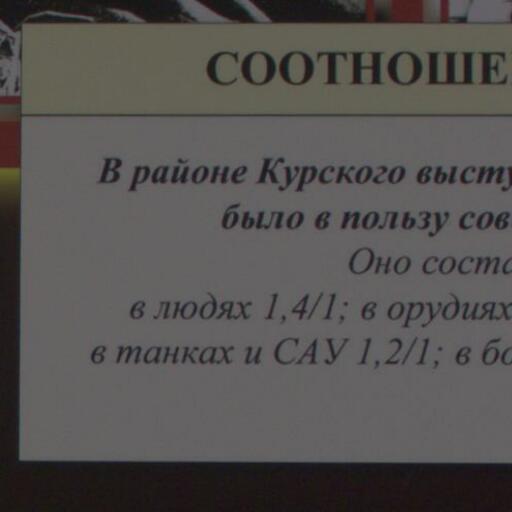 СООТНОШЕ
В районе Курского высту
было в пользу сов
Оно соста
в людях 1,4/1; в орудиях
в танках и САУ 1,2/1; в бо